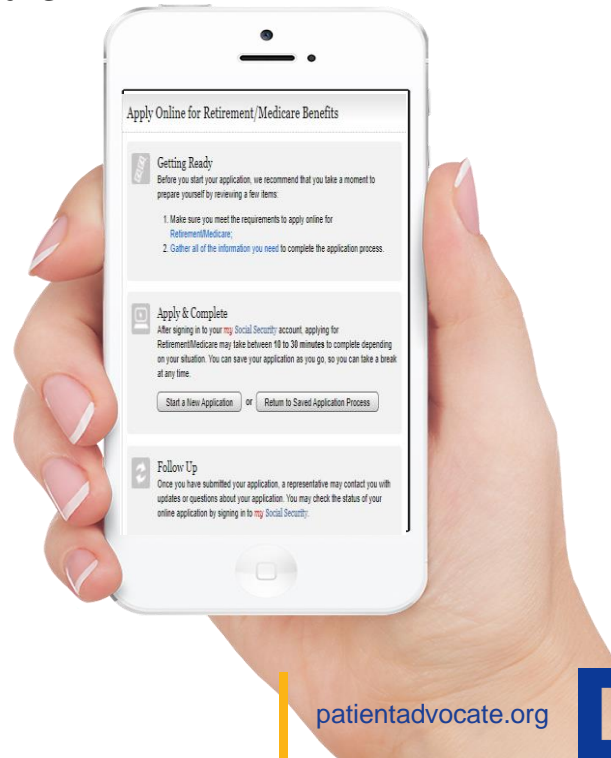 Apply Online for Retirement/Medicare Benefits
Getting Ready
Before you start your application, we recommend that you take a moment to
prepare yourself by reviewing a few items:
1. Make sure you meet the requirements to apply online for
Retirement/Medicare;
2. Gather all of the information you need to complete the application process.
Apply & Complete
After signing in to your my Social Security account, applying for
Retirement/Medicare may take between 10 to 30 minutes to complete depending
on your situation. You can save your application as you go, so you can take a break
at any time.
Start a New Application or Return to Saved Application Process
Follow Up
Once you have submitted your application, a representative may contact you with
updates or questions about your application. You may check the status of your
online application by signing in to my Social Security.
patientadvocate.org